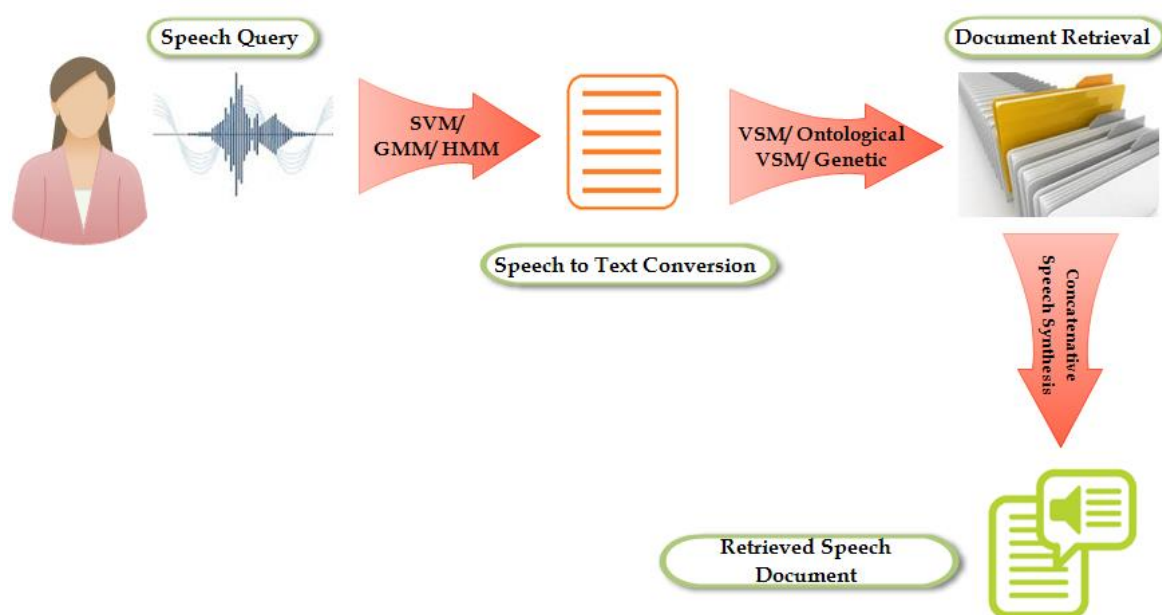 Speech Query
Document Retrieval
SVM/
GMM/ HMM
VSM/ Ontological
VSM/ Genetic
Speech to Text Conversion
Concatenative
Speech Synthesis
Retrieved Speech
Document